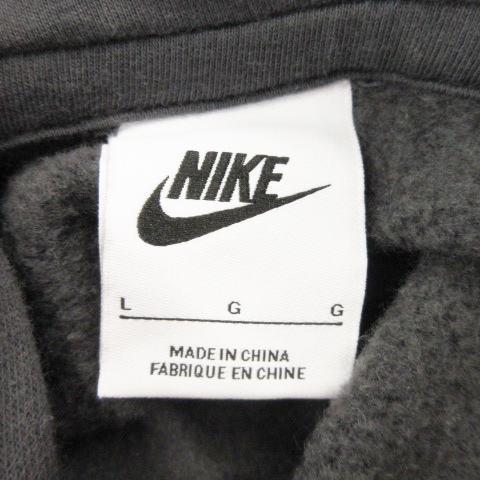 NIKE
L G G
MADE IN CHINA
FABRIQUE EN CHINE